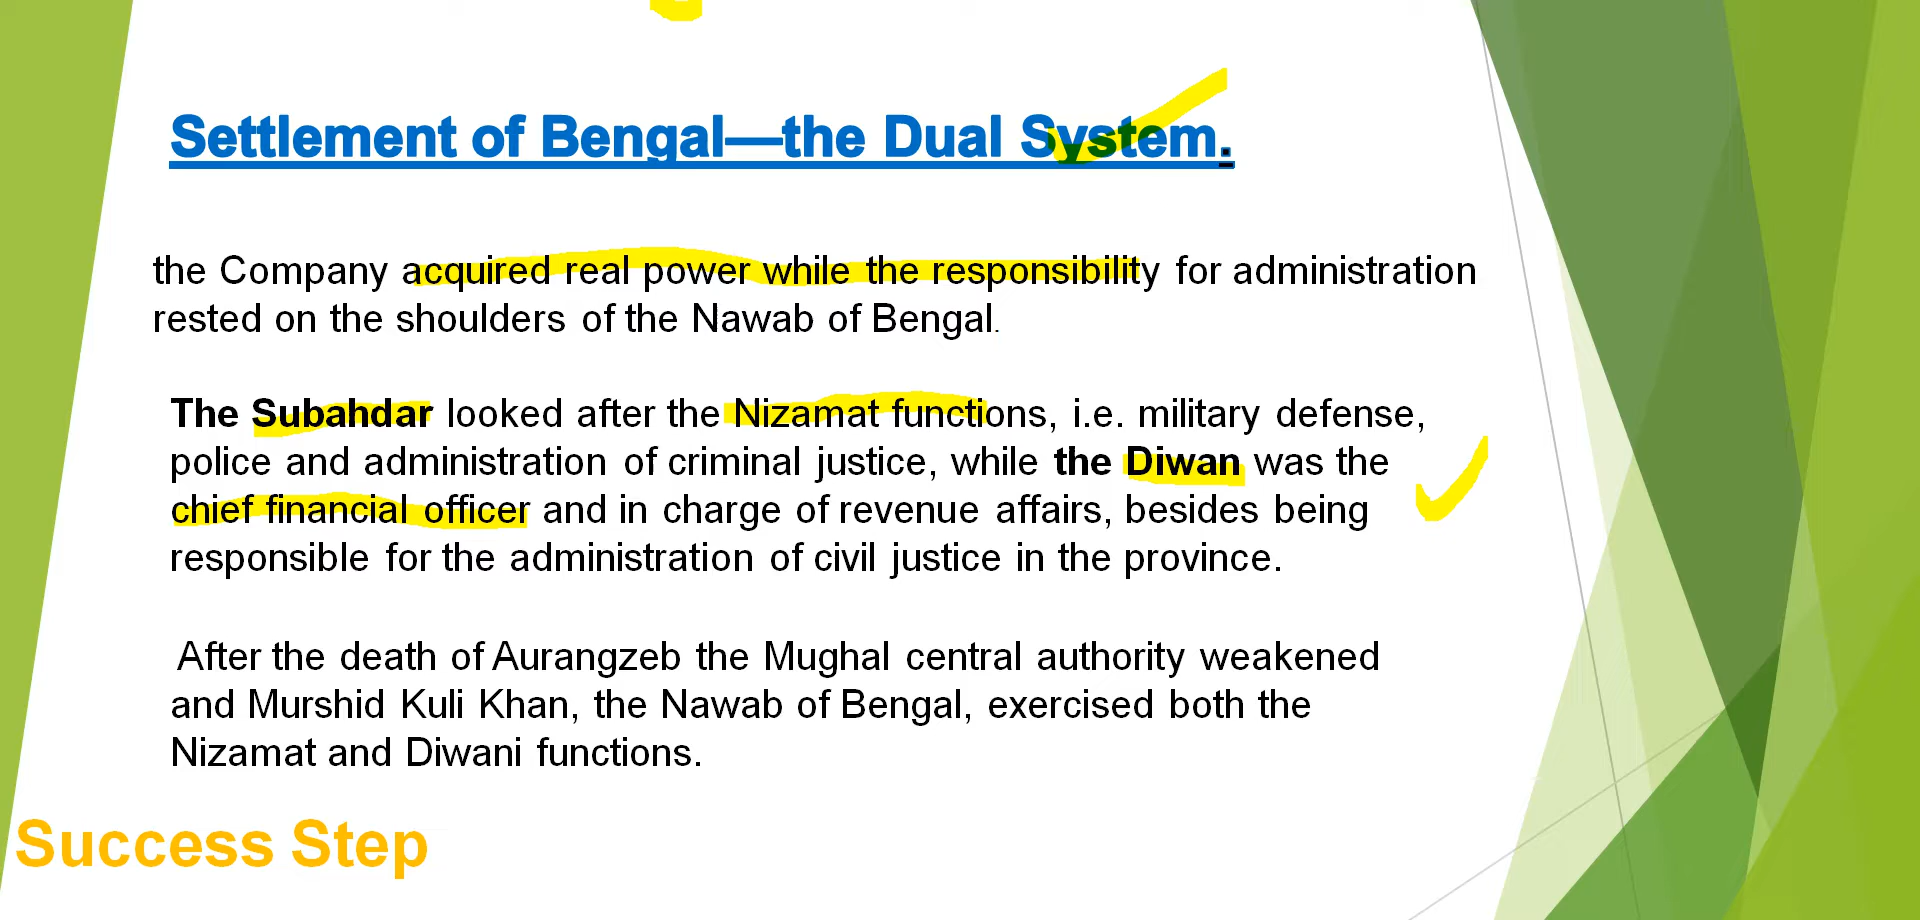 Settlement of Bengal—the Dual System.
the Company acquired real power while the responsibility for administration
rested on the shoulders of the Nawab of Bengal.
The Subahdar looked after the Nizamat functions, i.e. military defense,
police and administration of criminal justice, while the Diwan was the
chief financial officer and in charge of revenue affairs, besides being
responsible for the administration of civil justice in the province.
After the death of Aurangzeb the Mughal central authority weakened
and Murshid Kuli Khan, the Nawab of Bengal, exercised both the
Nizamat and Diwani functions.
Success Step